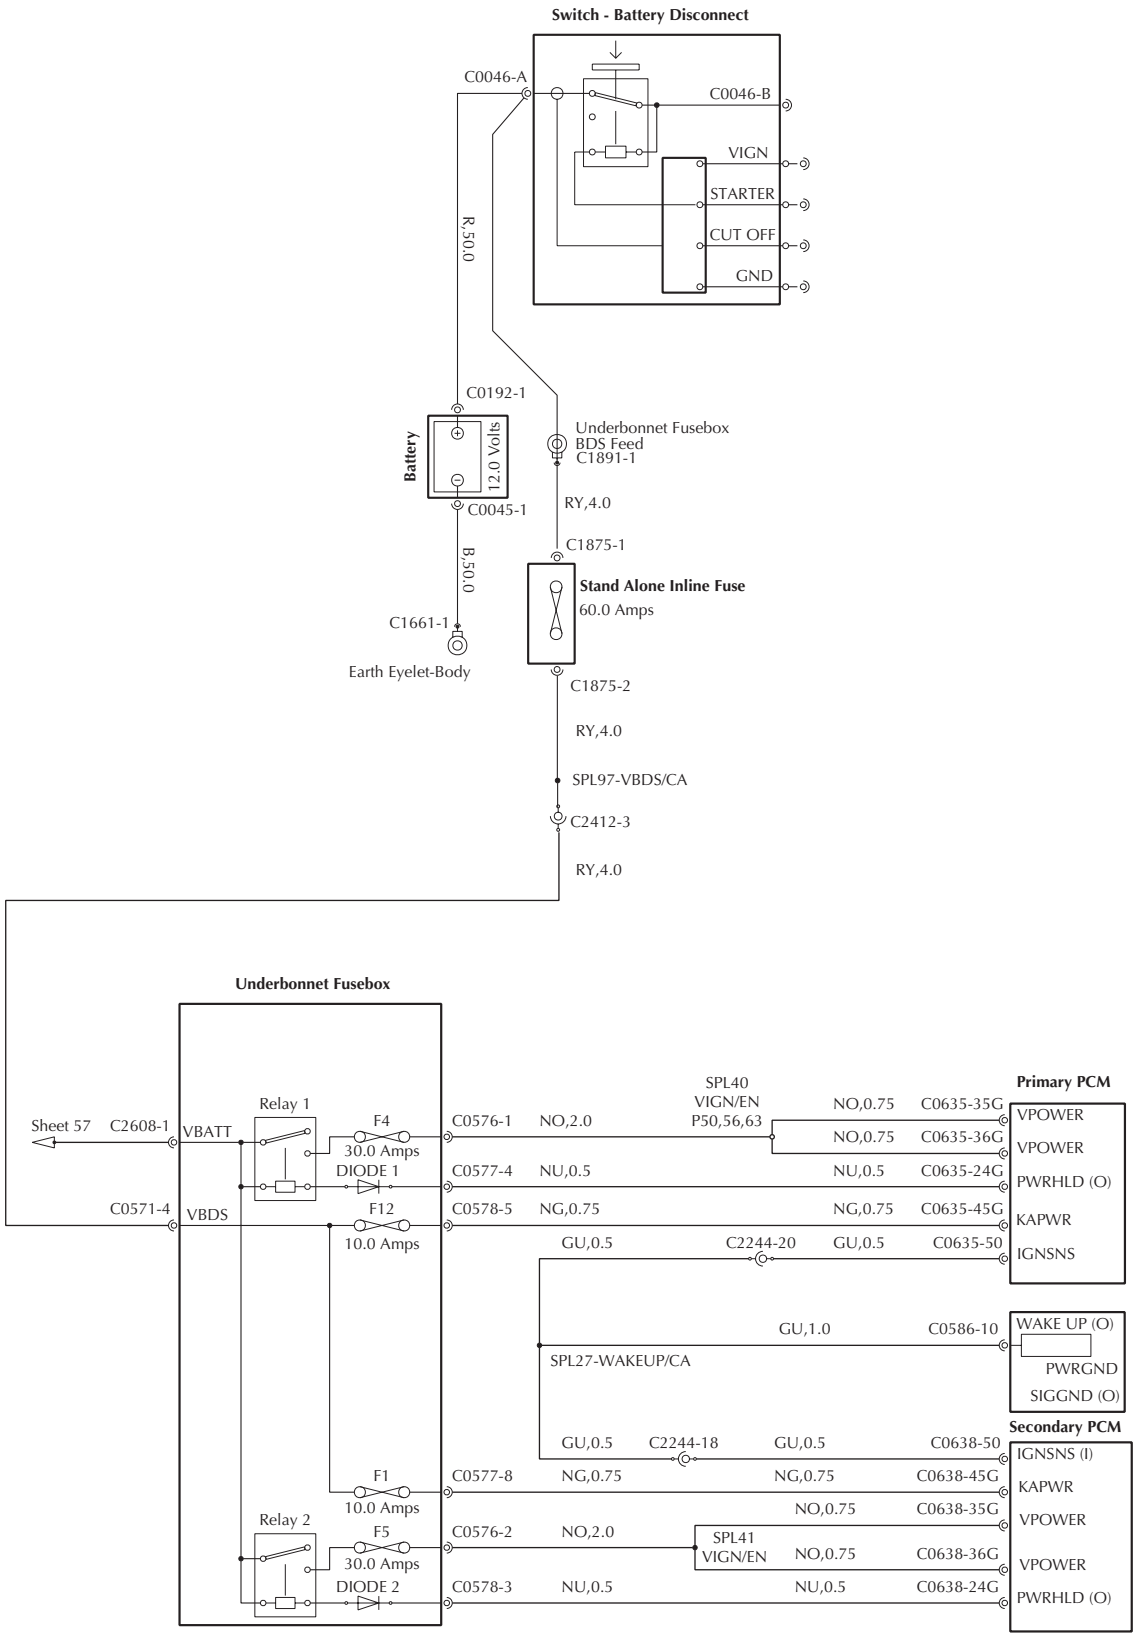 Switch - Battery Disconnect
C0046-A
C0046-B
VIGN
STARTER
CUT OFF
GND
R,50.0
C0192-1
Battery
12.0 Volts
C0045-1
B,50.0
C1661-1
Earth Eyelet-Body
Underbonnet Fusebox
BDS Feed
C1891-1
RY,4.0
C1875-1
Stand Alone Inline Fuse
60.0 Amps
C1875-2
RY,4.0
SPL97-VBDS/CA
C2412-3
RY,4.0
Underbonnet Fusebox
Sheet 57
C2608-1
VBATT
Relay 1
F4
30.0 Amps
DIODE 1
C0571-4
VBDS
F12
10.0 Amps
C0576-1
NO,2.0
SPL40
VIGN/EN
P50,56,63
NO,0.75
C0635-35G
Primary PCM
VPOWER
NO,0.75
C0635-36G
VPOWER
C0577-4
NU,0.5
NU,0.5
C0635-24G
PWRHLD (O)
C0578-5
NG,0.75
NG,0.75
C0635-45G
KAPWR
GU,0.5
C2244-20
GU,0.5
C0635-50
IGNSNS
GU,1.0
C0586-10
WAKE UP (O)
PWRGND
SIGGND (O)
SPL27-WAKEUP/CA
Secondary PCM
GU,0.5
C2244-18
GU,0.5
C0638-50
IGNSNS (I)
F1
10.0 Amps
C0577-8
NG,0.75
NG,0.75
C0638-45G
KAPWR
Relay 2
F5
30.0 Amps
C0576-2
NO,2.0
SPL41
VIGN/EN
NO,0.75
C0638-35G
VPOWER
NO,0.75
C0638-36G
VPOWER
DIODE 2
C0578-3
NU,0.5
NU,0.5
C0638-24G
PWRHLD (O)